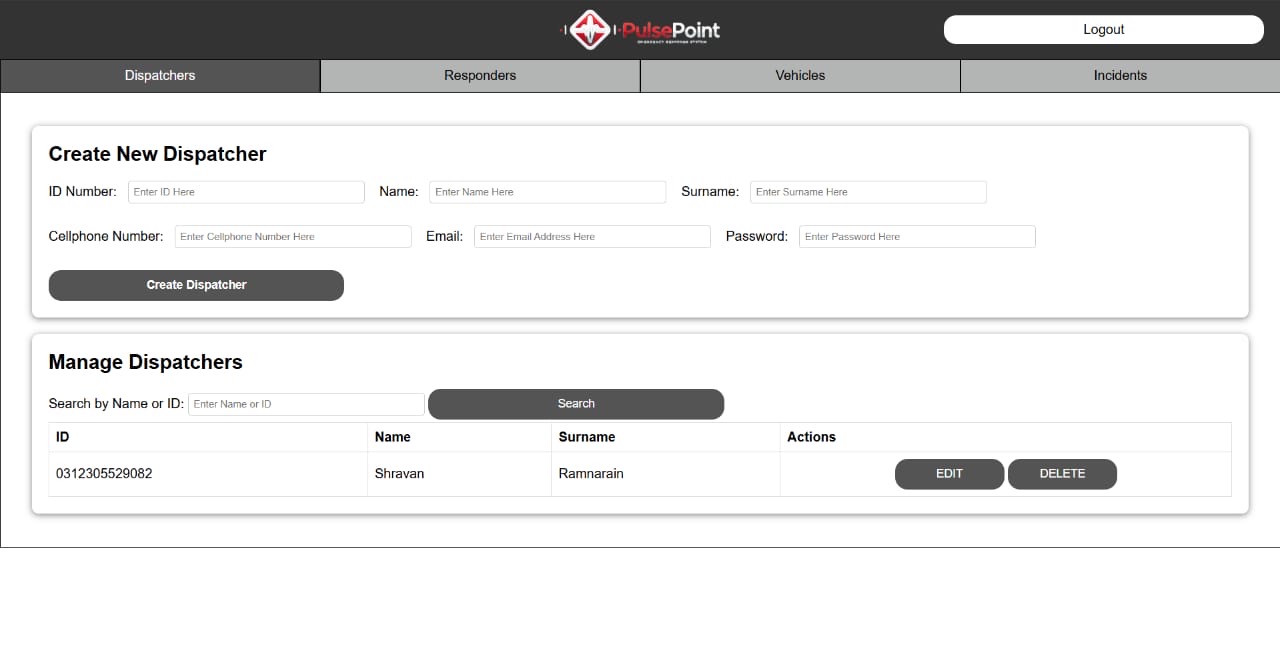 PulsePoint
EMERGENCY RESPONSE SYSTEM
Logout
Dispatchers Responders Vehicles Incidents
Create New Dispatcher
ID Number: Enter ID Here Name: Enter Name Here Surname: Enter Surname Here
Cellphone Number: Enter Cellphone Number Here Email: Enter Email Address Here Password: Enter Password Here
Create Dispatcher
Manage Dispatchers
Search by Name or ID: Enter Name or ID Search
ID Name Surname Actions
0312305529082 Shravan Ramnarain EDIT DELETE